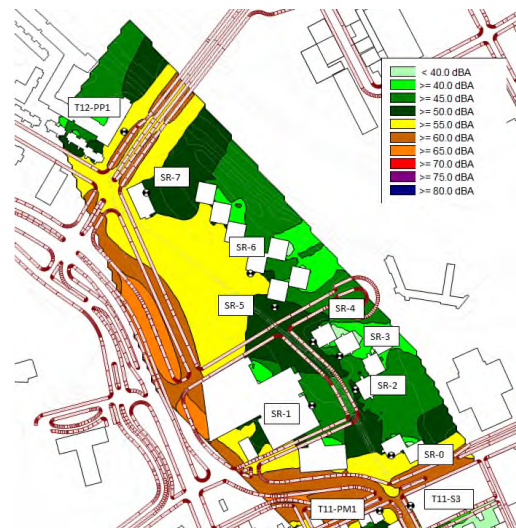 < 40.0 dBA
>= 40.0 dBA
>= 45.0 dBA
>= 50.0 dBA
>= 55.0 dBA
>= 60.0 dBA
>= 65.0 dBA
>= 70.0 dBA
>= 75.0 dBA
>= 80.0 dBA
T12-PP1
SR-7
SR-6
SR-5
SR-4
SR-3
SR-2
SR-1
SR-0
T11-PM1
T11-S3